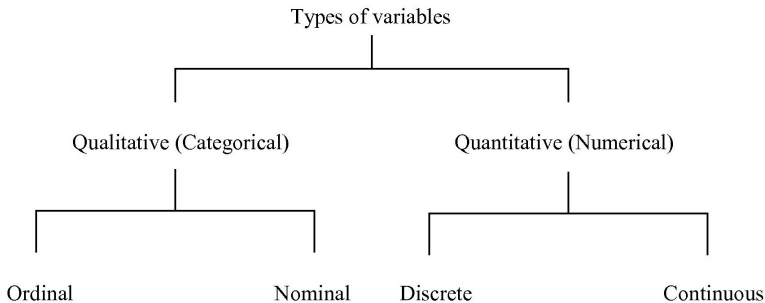 Types of variables
Qualitative (Categorical)
Quantitative (Numerical)
Ordinal
Nominal
Discrete
Continuous